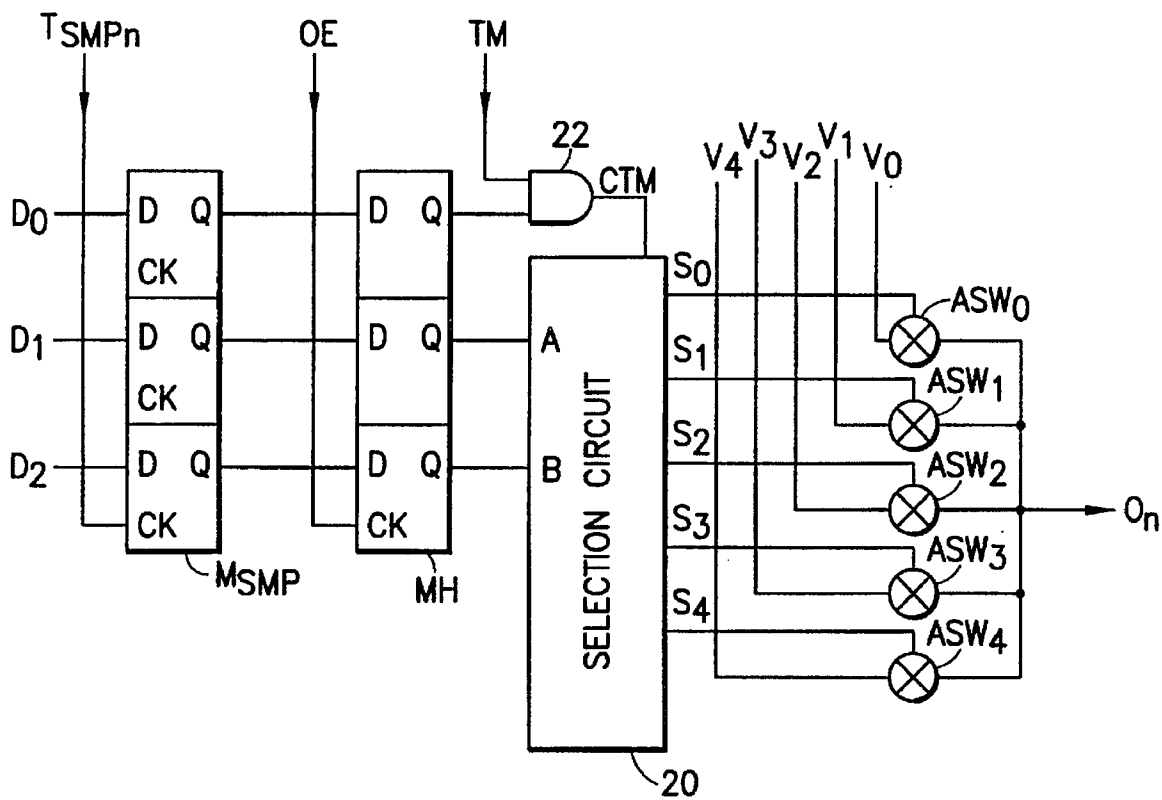 TSMPn OE TM
22
CTM
V4 V3 V2 V1 V0
D0 D Q D Q
CK
S0
ASW0
D1 D Q D Q A
S1
CK
ASW1
S2
D2 D Q D Q B
ASW2
CK CK
SELECTION CIRCUIT
On
S3
ASW3
MSMP MH
S4
ASW4
20